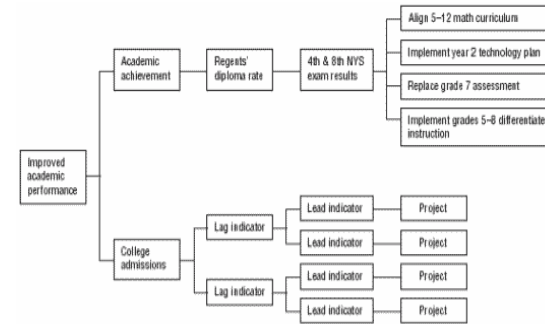 Align 5–12 math curriculum
Academic
achievement
Regents'
diploma rate
4th & 8th NYS
exam results
Implement year 2 technology plan
Replace grade 7 assessment
Implement grades 5–8 differentiate
instruction
Improved
academic
performance
College
admissions
Lag indicator
Lead indicator
Project
Lead indicator
Project
Lag indicator
Lead indicator
Project
Lead indicator
Project